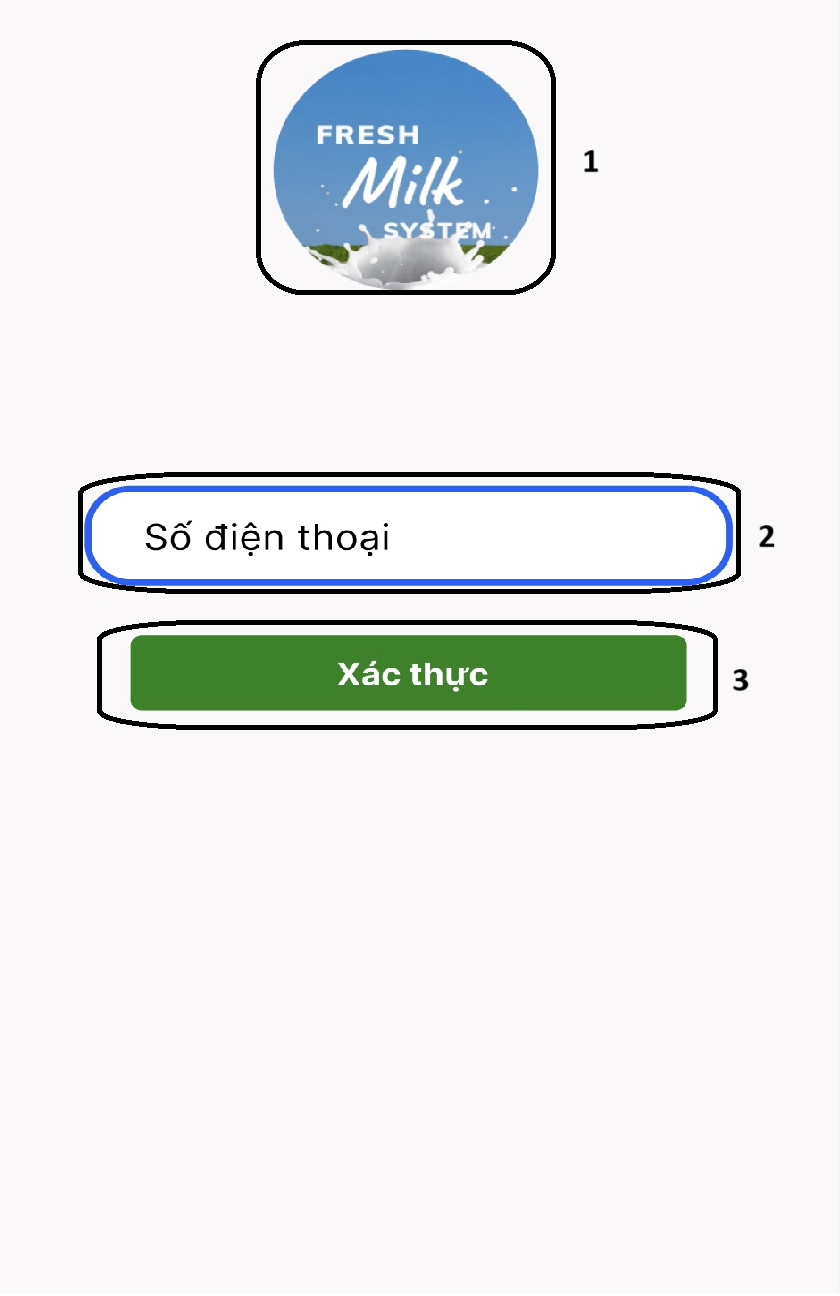 FRESH
Milk
SYSTEM
1
Số điện thoại
2
Xác thực
3